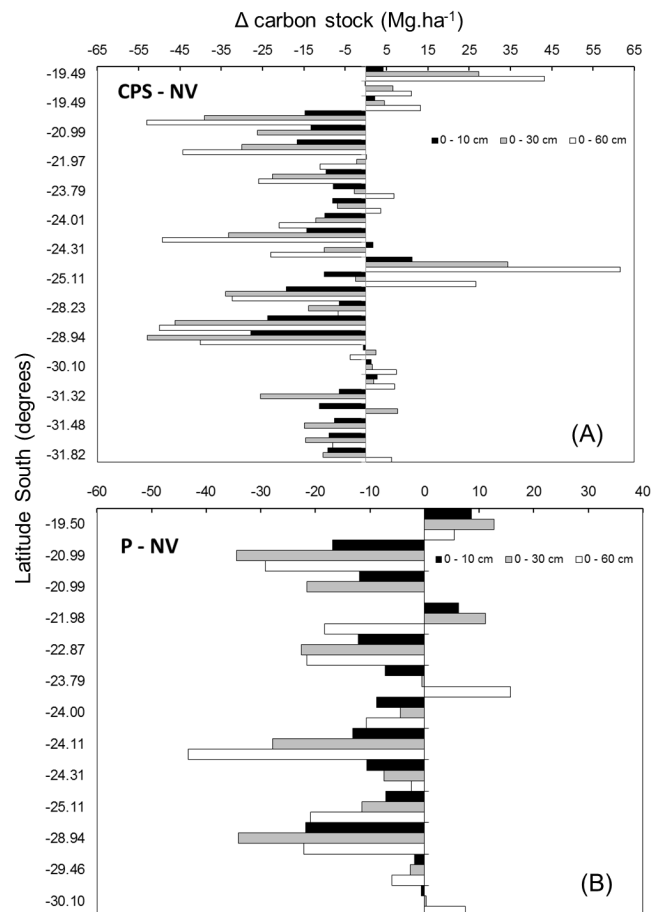 Δ carbon stock (Mg.ha⁻¹)
-65 -55 -45 -35 -25 -15 -5 5 15 25 35 45 55 65
CPS - NV
-19.49
-19.49
-20.99
-21.97
-23.79
-24.01
-24.31
-25.11
-28.23
-28.94
-30.10
-31.32
-31.48
-31.82
0 - 10 cm 0 - 30 cm 0 - 60 cm
(A)
Latitude South (degrees)
-60 -50 -40 -30 -20 -10 0 10 20 30 40
P - NV
-19.50
-20.99
-20.99
-21.98
-22.87
-23.79
-24.00
-24.11
-24.31
-25.11
-28.94
-29.46
-30.10
0 - 10 cm 0 - 30 cm 0 - 60 cm
(B)